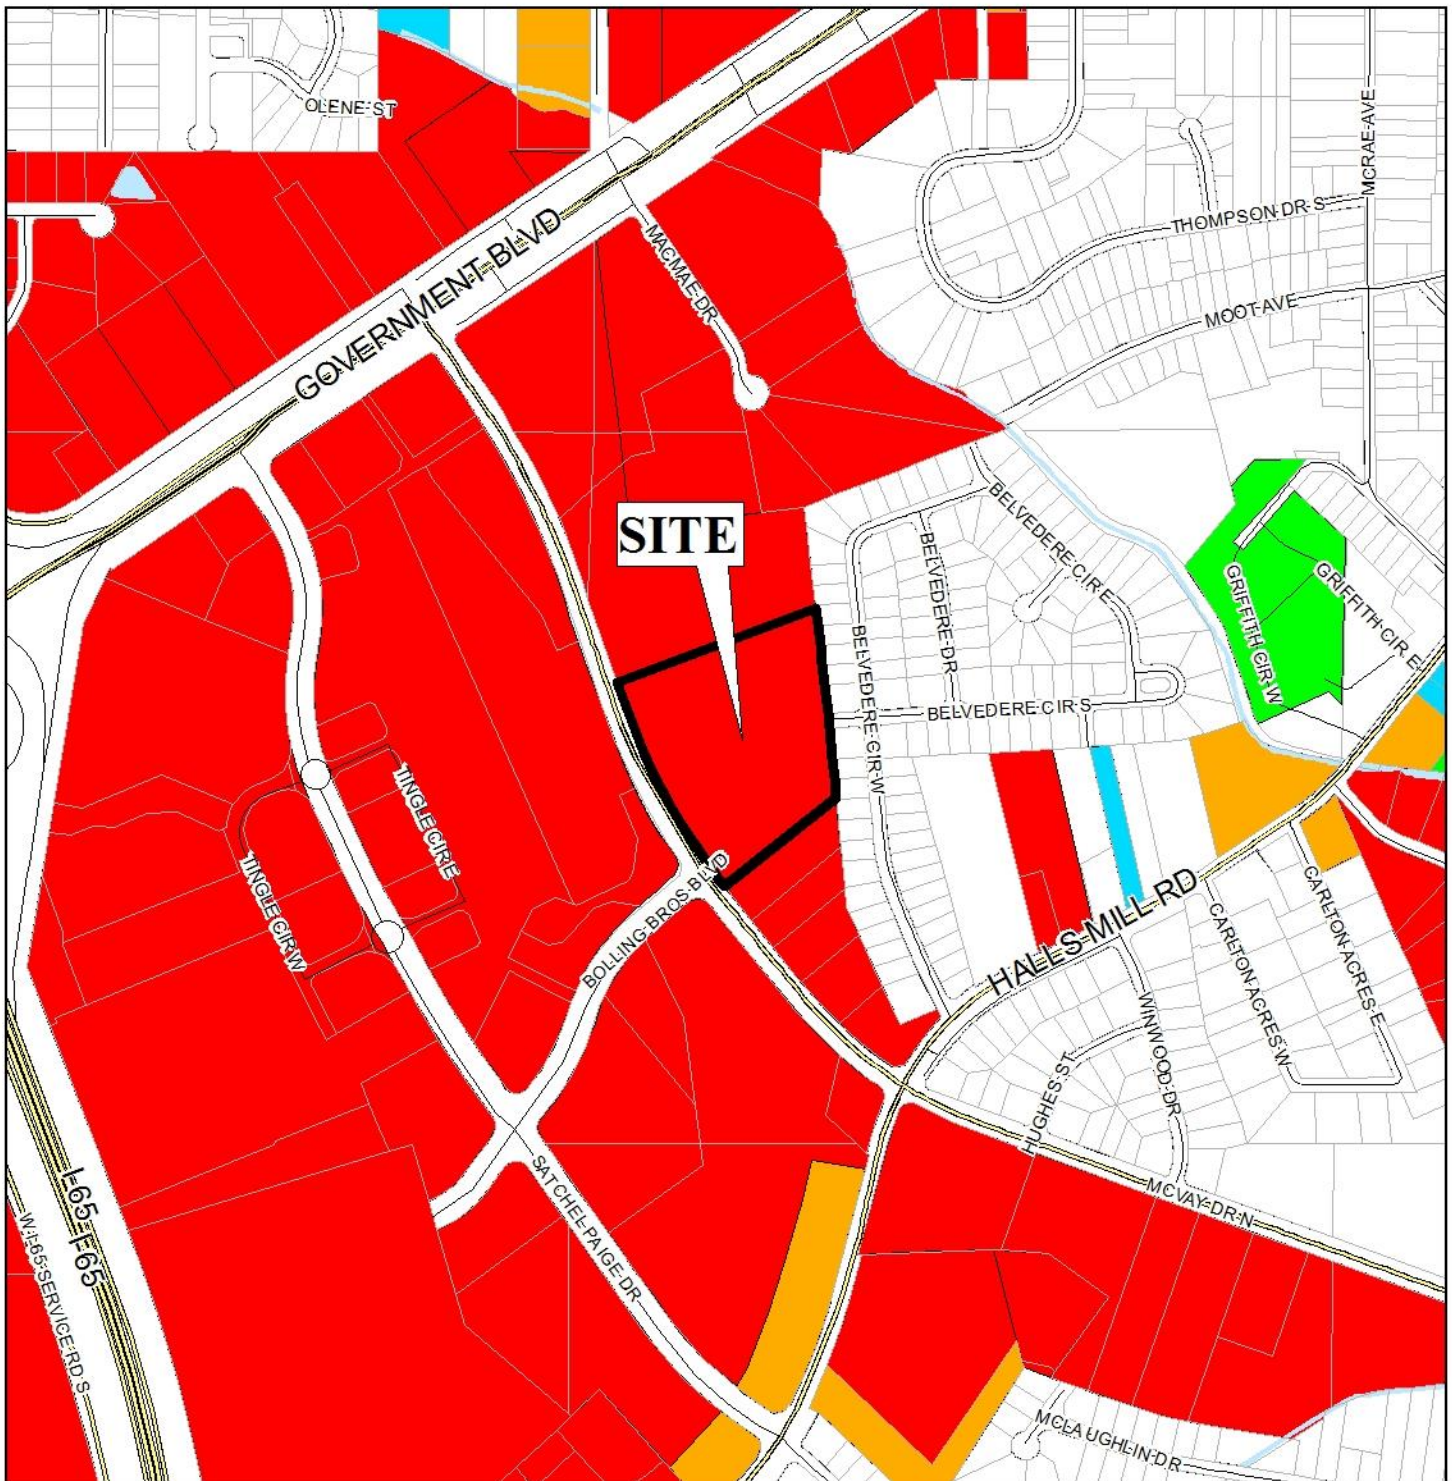 OLENE ST
MCRAE AVE
THOMPSON DR S
GOVERNMENT BLVD
MACMAE DR
MOOT AVE
SITE
BELVEDERE CIR E
BELVEDERE DR
GRIFFITH CIR W
GRIFFITH CIR E
BELVEDERE CIR W
BELVEDERE CIR S
TINGLE CIR E
TINGLE CIR W
BOLLING BROS BLVD
HALLS MILL RD
CARLTON ACRES W
CARLTON ACRES E
WINWOOD DR
HUGHES ST
MCVAY DR N
SATCHEL PAIGE DR
I-65
I-65
W I-65 SERVICE RD S
MCLAUGHLIN DR